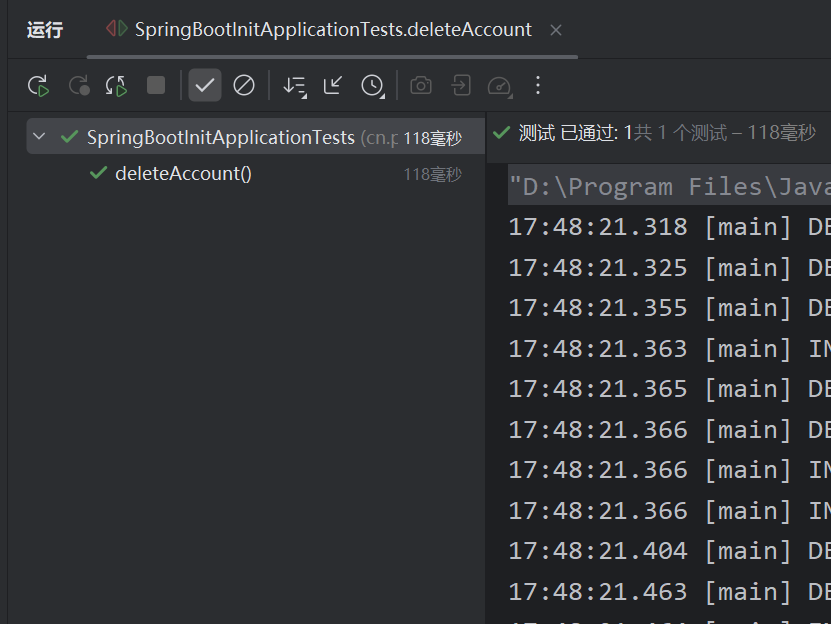 运行 SpringBootInitApplicationTests.deleteAccount
SpringBootInitApplicationTests (cn.p 118毫秒
deleteAccount() 118毫秒
测试 已通过: 1共 1 个测试 – 118毫秒
"D:\Program Files\Java
17:48:21.318 [main] DE
17:48:21.325 [main] DE
17:48:21.355 [main] DE
17:48:21.363 [main] IN
17:48:21.365 [main] DE
17:48:21.366 [main] DE
17:48:21.366 [main] IN
17:48:21.366 [main] IN
17:48:21.404 [main] DE
17:48:21.463 [main] DE